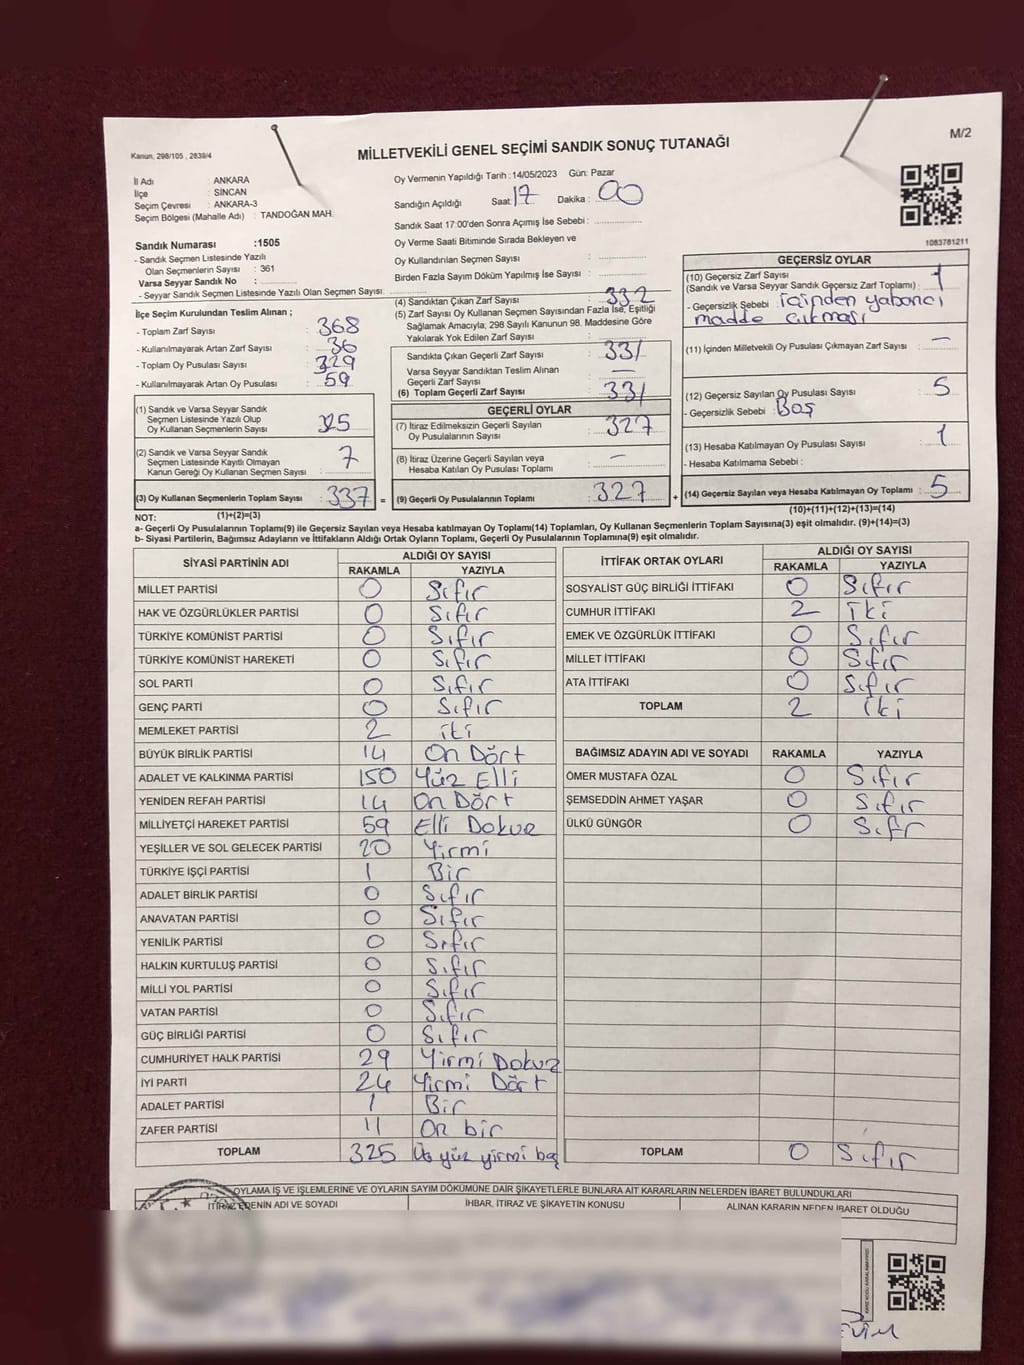 Kanun, 298/105 , 2839/4
MİLLETVEKİLİ GENEL SEÇİMİ SANDIK SONUÇ TUTANAĞI
M/2
İl Adı : ANKARA
İlçe : SİNCAN
Seçim Çevresi : ANKARA-3
Seçim Bölgesi (Mahalle Adı) : TANDOĞAN MAH.
Oy Vermenin Yapıldığı Tarih :14/05/2023 Gün: Pazar
Sandığın Açıldığı Saat: 17 Dakika : 00
Sandık Saat 17:00'den Sonra Açımış İse Sebebi :
Sandık Numarası :1505
- Sandık Seçmen Listesinde Yazılı
Olan Seçmenlerin Sayısı : 361
Varsa Seyyar Sandık No :
- Seyyar Sandık Seçmen Listesinde Yazılı Olan Seçmen Sayısı:
Oy Verme Saati Bitiminde Sırada Bekleyen ve
Oy Kullandırılan Seçmen Sayısı :
Birden Fazla Sayım Döküm Yapılmış İse Sayısı :
1083781211
İlçe Seçim Kurulundan Teslim Alınan ;
- Toplam Zarf Sayısı : 368
- Kullanılmayarak Artan Zarf Sayısı : 36
- Toplam Oy Pusulası Sayısı : 329
- Kullanılmayarak Artan Oy Pusulası : 59
(4) Sandıktan Çıkan Zarf Sayısı : 332
(5) Zarf Sayısı Oy Kullanan Seçmen Sayısından Fazla İse, Eşitliği
Sağlamak Amacıyla; 298 Sayılı Kanunun 98. Maddesine Göre
Yakılarak Yok Edilen Zarf Sayısı :
Sandıkta Çıkan Geçerli Zarf Sayısı : 331
Varsa Seyyar Sandıktan Teslim Alınan
Geçerli Zarf Sayısı : —
(6) Toplam Geçerli Zarf Sayısı : 331
GEÇERSİZ OYLAR
(10) Geçersiz Zarf Sayısı
(Sandık ve Varsa Seyyar Sandık Geçersiz Zarf Toplamı) : 1
- Geçersizlik Sebebi : içinden yabancı
madde çıkması
(11) İçinden Milletvekili Oy Pusulası Çıkmayan Zarf Sayısı : —
(12) Geçersiz Sayılan Oy Pusulası Sayısı : 5
- Geçersizlik Sebebi : Boş
(13) Hesaba Katılmayan Oy Pusulası Sayısı : 1
- Hesaba Katılmama Sebebi :
(14) Geçersiz Sayılan veya Hesaba Katılmayan Oy Toplamı : 5
(10)+(11)+(12)+(13)=(14)
(1) Sandık ve Varsa Seyyar Sandık
Seçmen Listesinde Yazılı Olup
Oy Kullanan Seçmenlerin Sayısı : 325
(2) Sandık ve Varsa Seyyar Sandık
Seçmen Listesinde Kayıtlı Olmayan
Kanun Gereği Oy Kullanan Seçmen Sayısı : 7
(3) Oy Kullanan Seçmenlerin Toplam Sayısı : 337 =
(1)+(2)=(3)
GEÇERLİ OYLAR
(7) İtiraz Edilmeksizin Geçerli Sayılan
Oy Pusulalarının Sayısı : 327
(8) İtiraz Üzerine Geçerli Sayılan veya
Hesaba Katılan Oy Pusulası Toplamı : —
(9) Geçerli Oy Pusulalarının Toplamı : 327 +
NOT:
a- Geçerli Oy Pusulalarının Toplamı(9) ile Geçersiz Sayılan veya Hesaba katılmayan Oy Toplamı(14) Toplamları, Oy Kullanan Seçmenlerin Toplam Sayısına(3) eşit olmalıdır. (9)+(14)=(3)
b- Siyasi Partilerin, Bağımsız Adayların ve İttifakların Aldığı Ortak Oyların Toplamı, Geçerli Oy Pusulalarının Toplamına(9) eşit olmalıdır.
SİYASİ PARTİNİN ADI ALDIĞI OY SAYISI
RAKAMLA YAZIYLA
MİLLET PARTİSİ 0 Sıfır
HAK VE ÖZGÜRLÜKLER PARTİSİ 0 Sıfır
TÜRKİYE KOMÜNİST PARTİSİ 0 Sıfır
TÜRKİYE KOMÜNİST HAREKETİ 0 Sıfır
SOL PARTİ 0 Sıfır
GENÇ PARTİ 0 Sıfır
MEMLEKET PARTİSİ 2 iki
BÜYÜK BİRLİK PARTİSİ 14 On Dört
ADALET VE KALKINMA PARTİSİ 150 Yüz Elli
YENİDEN REFAH PARTİSİ 14 On Dört
MİLLİYETÇİ HAREKET PARTİSİ 59 Elli Dokuz
YEŞİLLER VE SOL GELECEK PARTİSİ 20 Yirmi
TÜRKİYE İŞÇİ PARTİSİ 1 Bir
ADALET BİRLİK PARTİSİ 0 Sıfır
ANAVATAN PARTİSİ 0 Sıfır
YENİLİK PARTİSİ 0 Sıfır
HALKIN KURTULUŞ PARTİSİ 0 Sıfır
MİLLİ YOL PARTİSİ 0 Sıfır
VATAN PARTİSİ 0 Sıfır
GÜÇ BİRLİĞİ PARTİSİ 0 Sıfır
CUMHURİYET HALK PARTİSİ 29 Yirmi Dokuz
İYİ PARTİ 24 Yirmi Dört
ADALET PARTİSİ 1 Bir
ZAFER PARTİSİ 11 On bir
TOPLAM 325 Üç yüz yirmi beş
İTTİFAK ORTAK OYLARI ALDIĞI OY SAYISI
RAKAMLA YAZIYLA
SOSYALİST GÜÇ BİRLİĞİ İTTİFAKI 0 Sıfır
CUMHUR İTTİFAKI 2 İki
EMEK VE ÖZGÜRLÜK İTTİFAKI 0 Sıfır
MİLLET İTTİFAKI 0 Sıfır
ATA İTTİFAKI 0 Sıfır
TOPLAM 2 İki
BAĞIMSIZ ADAYIN ADI VE SOYADI RAKAMLA YAZIYLA
ÖMER MUSTAFA ÖZAL 0 Sıfır
ŞEMSEDDİN AHMET YAŞAR 0 Sıfır
ÜLKÜ GÜNGÖR 0 Sıfr
TOPLAM 0 Sıfır
OYLAMA İŞ VE İŞLEMLERİNE VE OYLARIN SAYIM DÖKÜMÜNE DAİR ŞİKAYETLERLE BUNLARA AİT KARARLARIN NELERDEN İBARET BULUNDUKLARI
İTİRAZ EDENİN ADI VE SOYADI İHBAR, İTİRAZ VE ŞİKAYETİN KONUSU ALINAN KARARIN NEDEN İBARET OLDUĞU